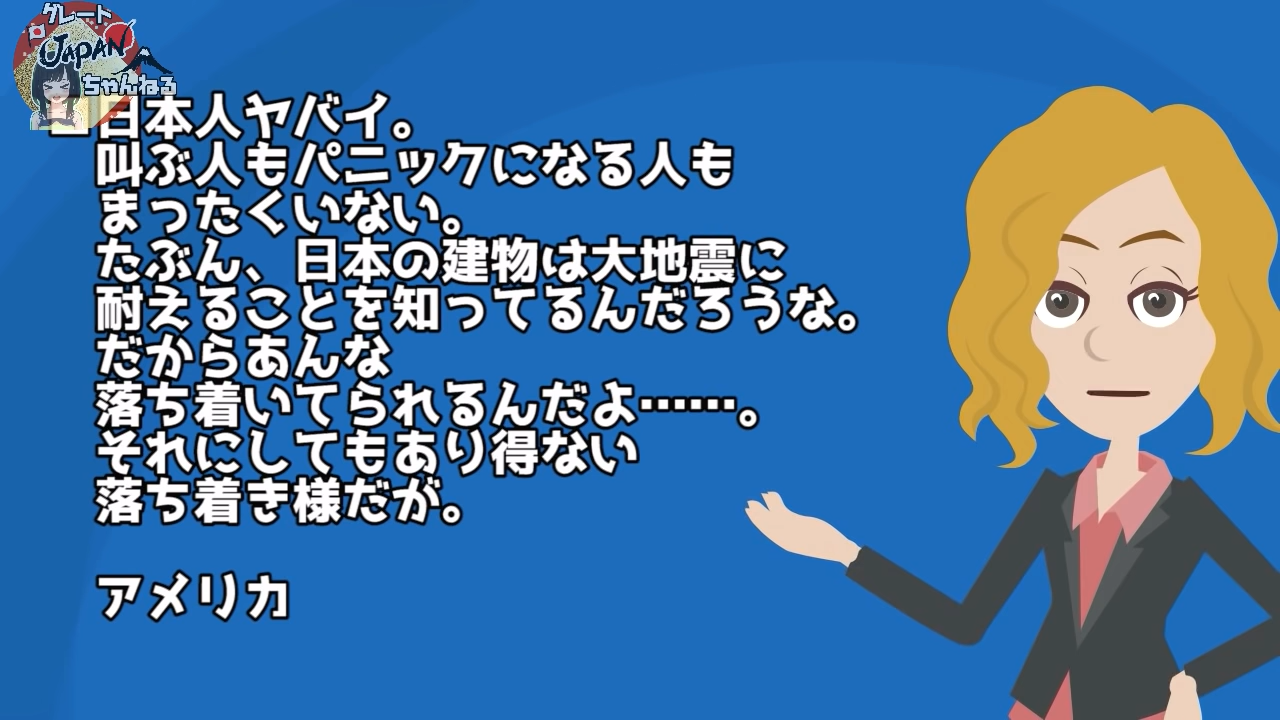 グレート
JAPAN
ちゃんねる
日本人ヤバイ。
叫ぶ人もパニックになる人も
まったくいない。
たぶん、日本の建物は大地震に
耐えることを知ってるんだろうな。
だからあんな
落ち着いてられるんだよ……。
それにしてもあり得ない
落ち着き様だが。
アメリカ